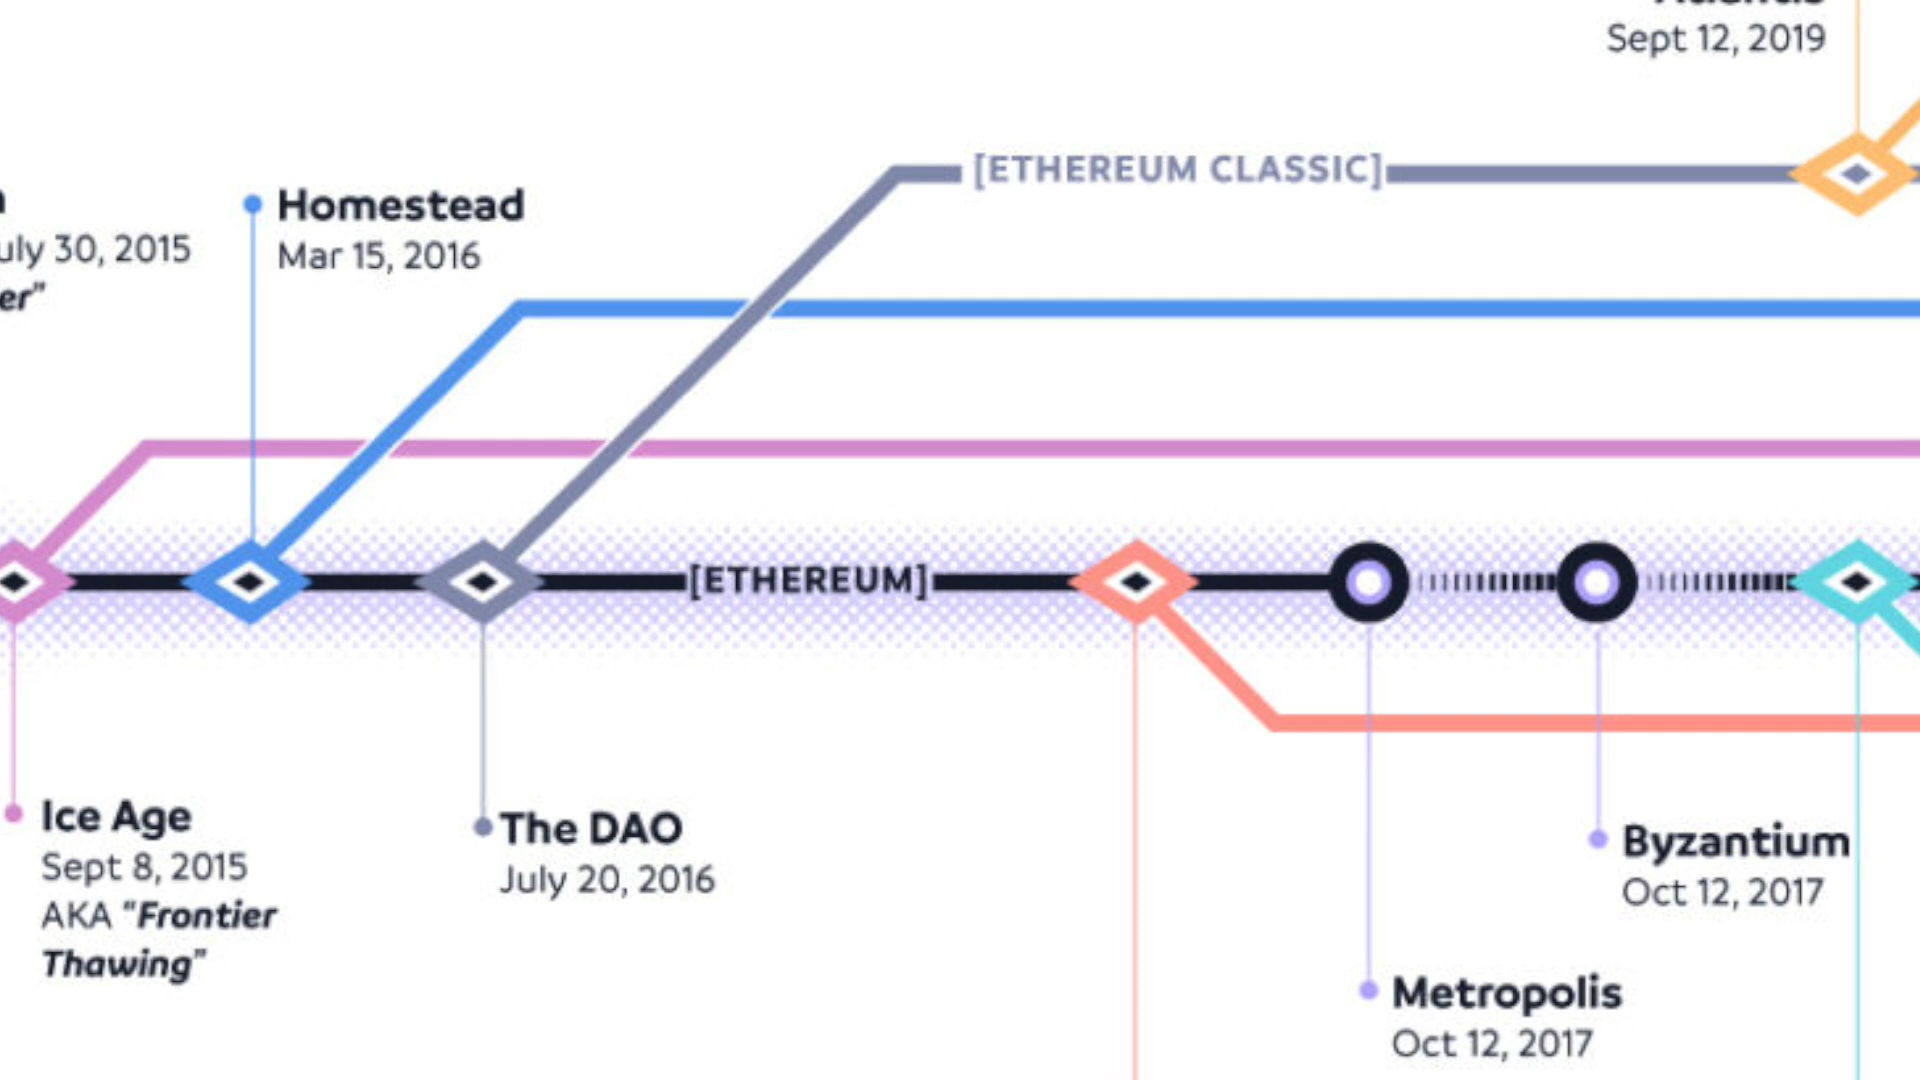 Sept 12, 2019
[ETHEREUM CLASSIC]
Homestead
Mar 15, 2016
30, 2015
[ETHEREUM]
Ice Age
Sept 8, 2015
AKA "Frontier
Thawing"
The DAO
July 20, 2016
Byzantium
Oct 12, 2017
Metropolis
Oct 12, 2017